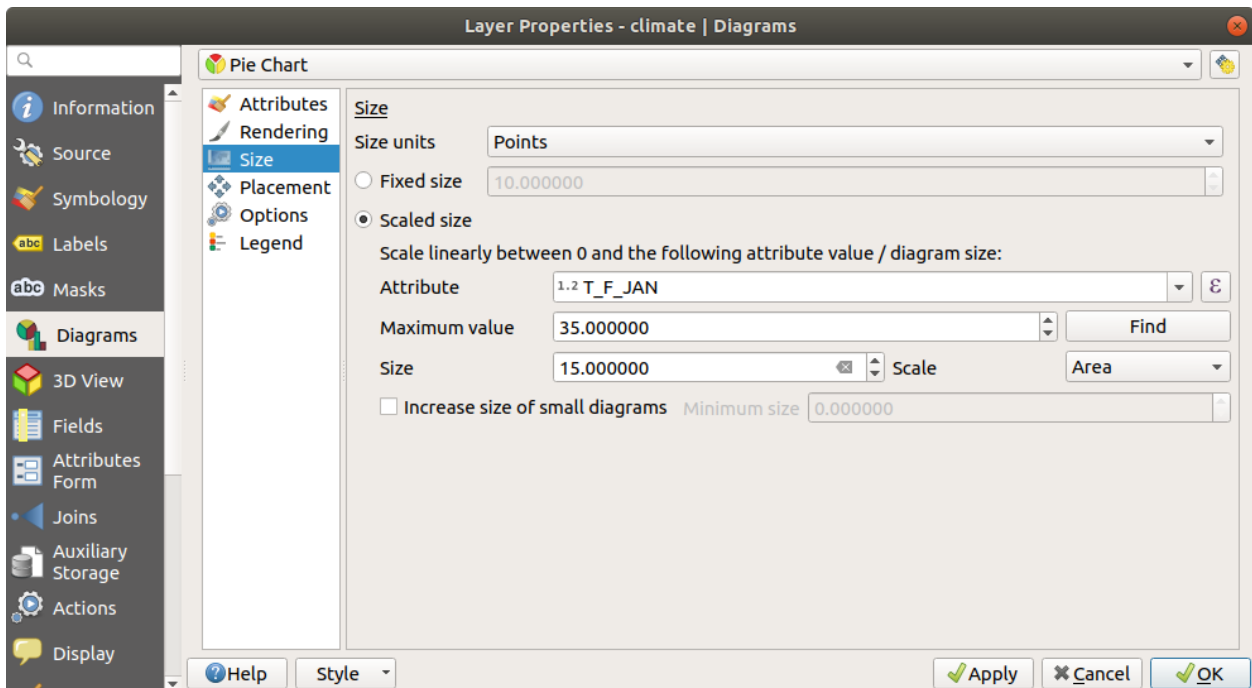 Layer Properties - climate | Diagrams
Pie Chart
Information
Source
Symbology
abc Labels
abc Masks
Diagrams
3D View
Fields
Attributes
Form
Joins
Auxiliary
Storage
Actions
Display
Attributes
Rendering
Size
Placement
Options
Legend
Size
Size units Points
Fixed size 10.000000
Scaled size
Scale linearly between 0 and the following attribute value / diagram size:
Attribute 1.2 T_F_JAN ε
Maximum value 35.000000 Find
Size 15.000000 Scale Area
Increase size of small diagrams Minimum size 0.000000
Help Style Apply Cancel OK